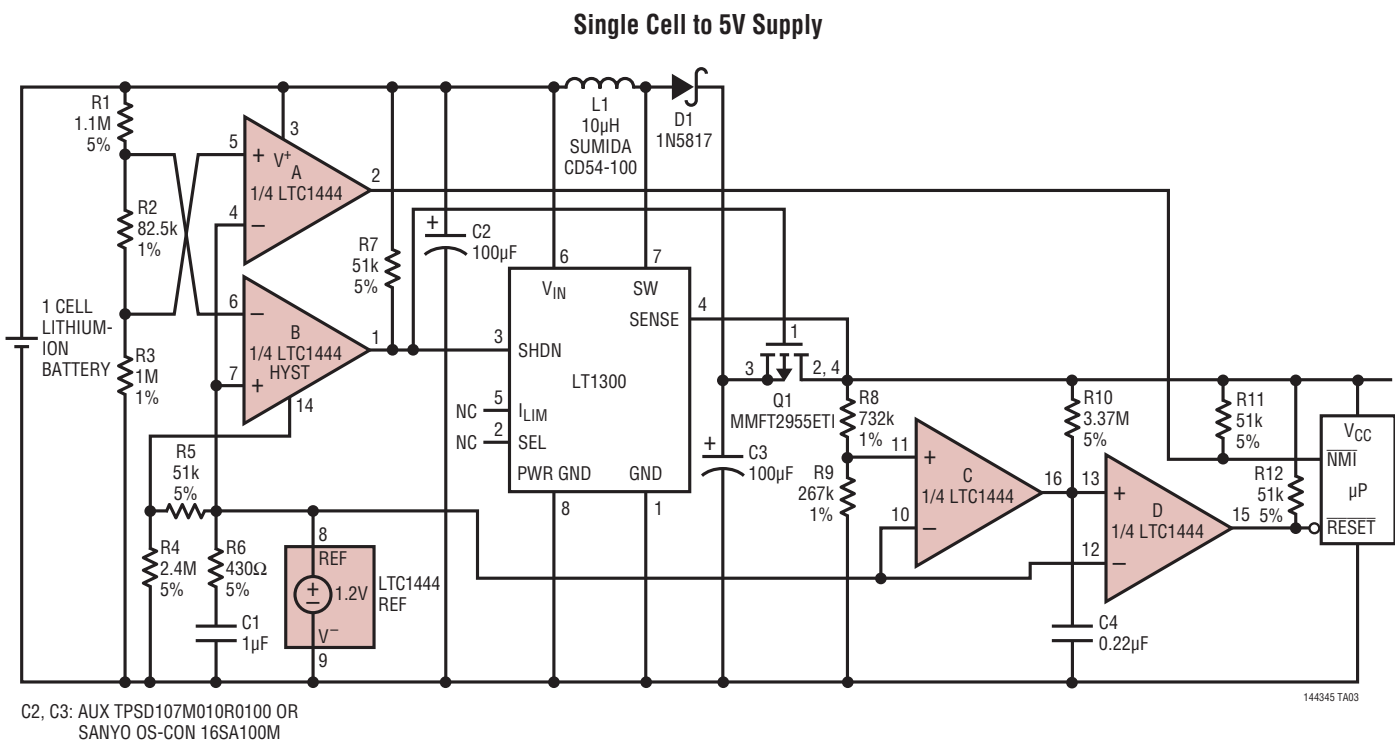 Single Cell to 5V Supply
R1
1.1M
5%
R2
82.5k
1%
R3
1M
1%
1 CELL
LITHIUM-
ION
BATTERY
5
+
V+
3
A
1/4 LTC1444
4
–
2
6
–
B
1/4 LTC1444
HYST
7
+
1
14
R5
51k
5%
R4
2.4M
5%
R6
430Ω
5%
C1
1µF
8
REF
+
–
1.2V
V–
9
LTC1444
REF
R7
51k
5%
+
C2
100µF
L1
10µH
SUMIDA
CD54-100
D1
1N5817
6
7
VIN
SW
SENSE
4
3
SHDN
LT1300
NC
5
ILIM
NC
2
SEL
PWR GND
GND
8
1
1
3
2, 4
Q1
MMFT2955ETI
+
C3
100µF
R8
732k
1%
R9
267k
1%
11
+
C
1/4 LTC1444
10
–
16
R10
3.37M
5%
13
+
D
1/4 LTC1444
12
–
15
C4
0.22µF
R11
51k
5%
R12
51k
5%
VCC
NMI
µP
RESET
144345 TA03
C2, C3: AUX TPSD107M010R0100 OR
SANYO OS-CON 16SA100M